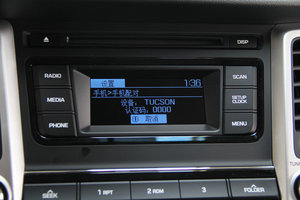 DISP
RADIO
SCAN
设置 1:36
手机>手机配对
设备: TUCSON
认证码: 0000
取消
MEDIA
SETUP
CLOCK
PHONE
MENU
SEEK
1 RPT
2 RDM
3
FOLDER
TUNE